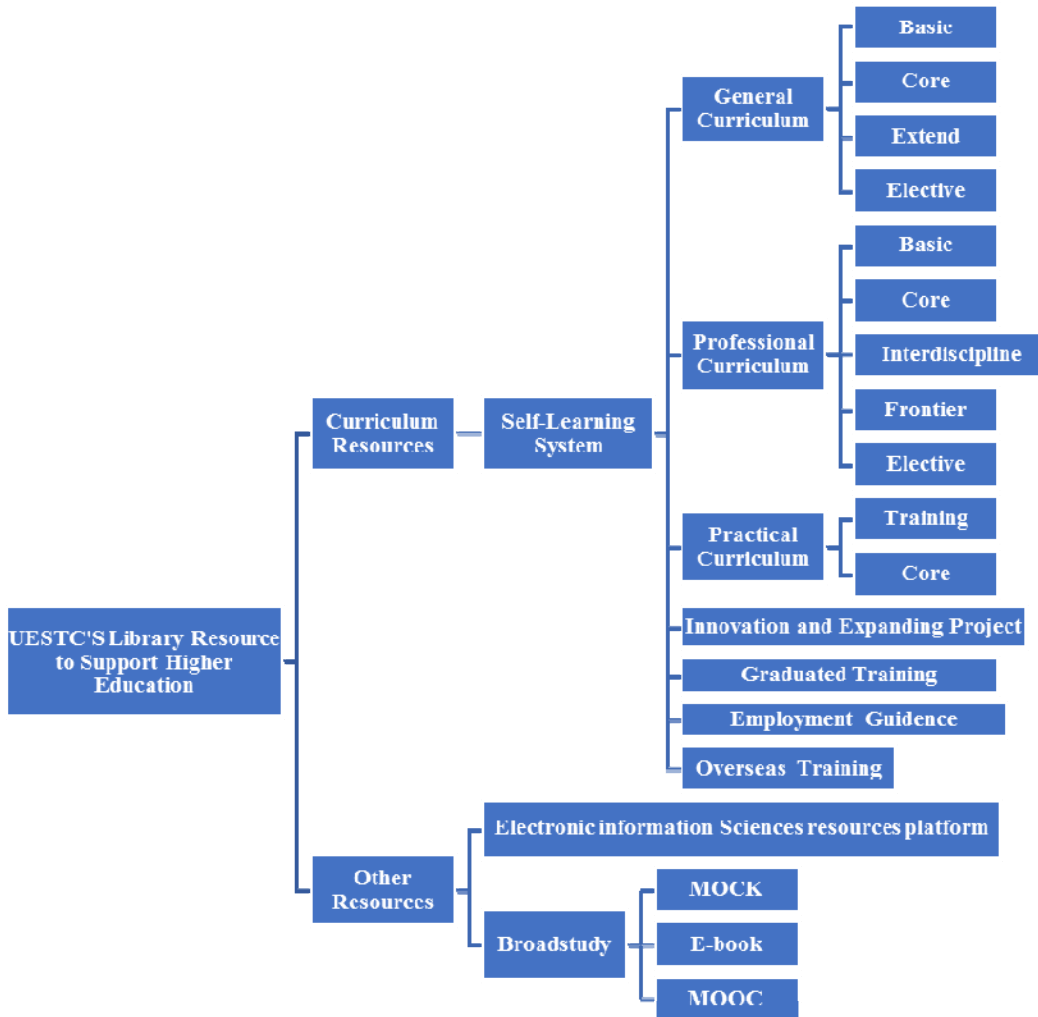 UESTC'S Library Resource
to Support Higher
Education
Curriculum
Resources
Self-Learning
System
General
Curriculum
Basic
Core
Extend
Elective
Professional
Curriculum
Basic
Core
Interdiscipline
Frontier
Elective
Practical
Curriculum
Training
Core
Innovation and Expanding Project
Graduated Training
Employment Guidence
Overseas Training
Other
Resources
Electronic information Sciences resources platform
Broadstudy
MOCK
E-book
MOOC